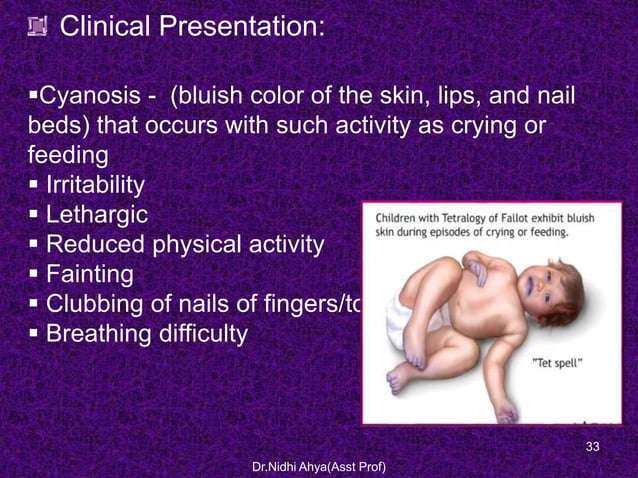 Clinical Presentation:
▪Cyanosis - (bluish color of the skin, lips, and nail
beds) that occurs with such activity as crying or
feeding
▪ Irritability
▪ Lethargic
▪ Reduced physical activity
▪ Fainting
▪ Clubbing of nails of fingers/to
▪ Breathing difficulty
Children with Tetralogy of Fallot exhibit bluish
skin during episodes of crying or feeding.
"Tet spell"
33
Dr.Nidhi Ahya(Asst Prof)